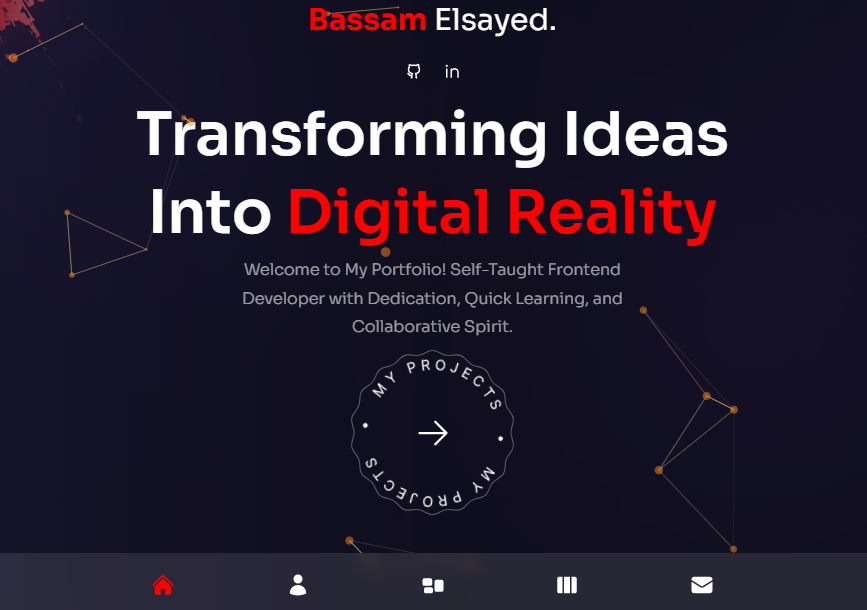 Bassam Elsayed.
in
Transforming Ideas
Into Digital Reality
Welcome to My Portfolio! Self-Taught Frontend
Developer with Dedication, Quick Learning, and
Collaborative Spirit.
MY PROJECTS
MY PROJECTS